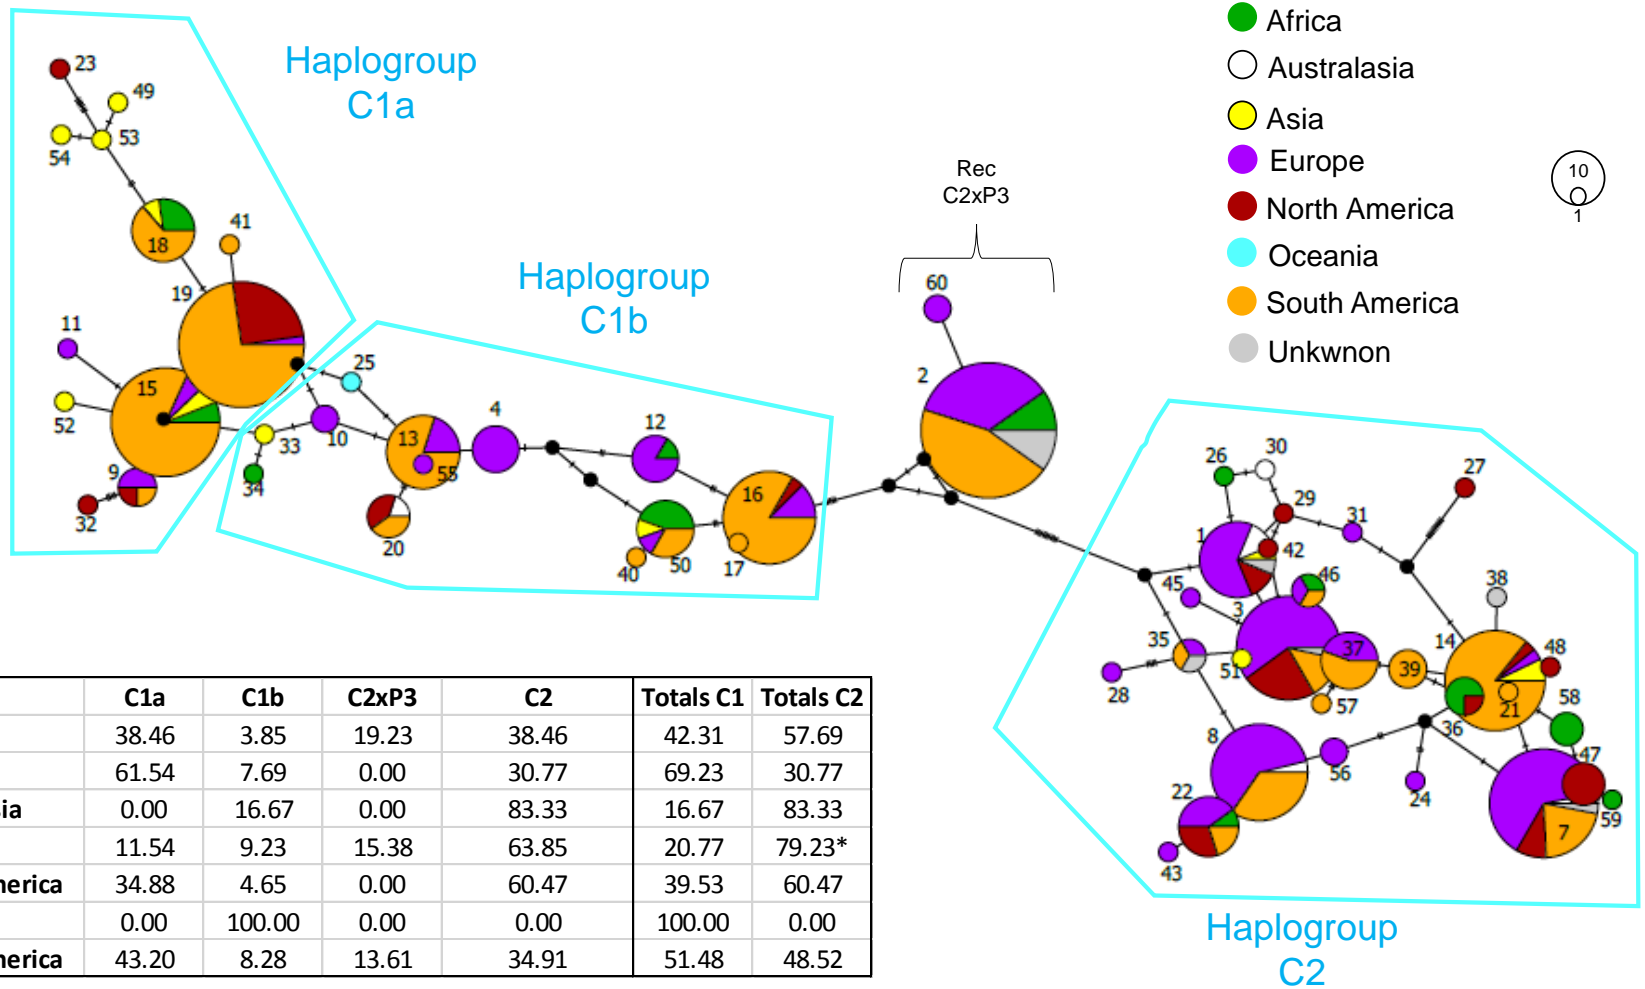 Haplogroup
C1a
Haplogroup
C1b
Rec
C2xP3
Africa
Australasia
Asia
Europe
North America
Oceania
South America
Unkwnon
10
1
23
49
53
54
18
41
19
11
15
52
9
32
33
34
25
10
13
55
4
20
12
16
17
50
40
60
2
26
30
29
27
31
1
42
45
46
3
35
51
37
28
57
39
14
38
48
21
58
36
8
56
24
47
59
7
22
43
Haplogroup
C2
C1a C1b C2xP3 C2 Totals C1 Totals C2
38.46 3.85 19.23 38.46 42.31 57.69
61.54 7.69 0.00 30.77 69.23 30.77
sia 0.00 16.67 0.00 83.33 16.67 83.33
11.54 9.23 15.38 63.85 20.77 79.23*
nerica 34.88 4.65 0.00 60.47 39.53 60.47
0.00 100.00 0.00 0.00 100.00 0.00
nerica 43.20 8.28 13.61 34.91 51.48 48.52